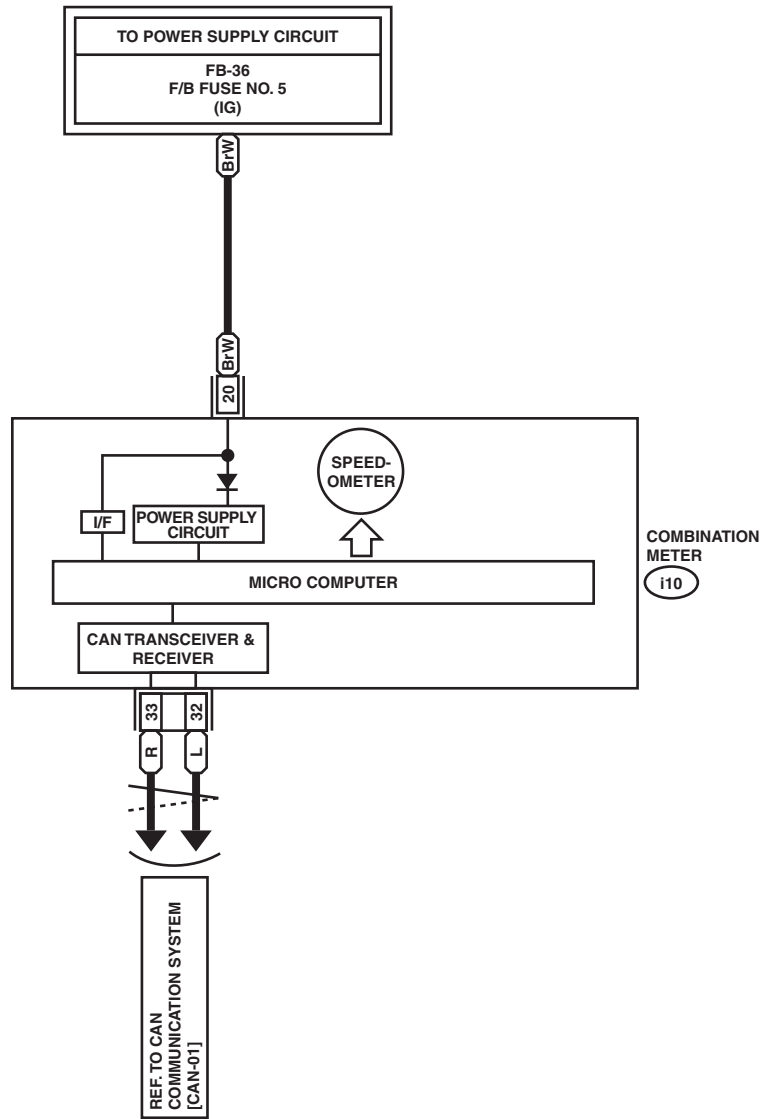 TO POWER SUPPLY CIRCUIT
FB-36
F/B FUSE NO. 5
(IG)
BrW
BrW
20
SPEED-
OMETER
I/F
POWER SUPPLY
CIRCUIT
COMBINATION
METER
i10
MICRO COMPUTER
CAN TRANSCEIVER &
RECEIVER
33
32
R
L
REF. TO CAN
COMMUNICATION SYSTEM
[CAN-01]